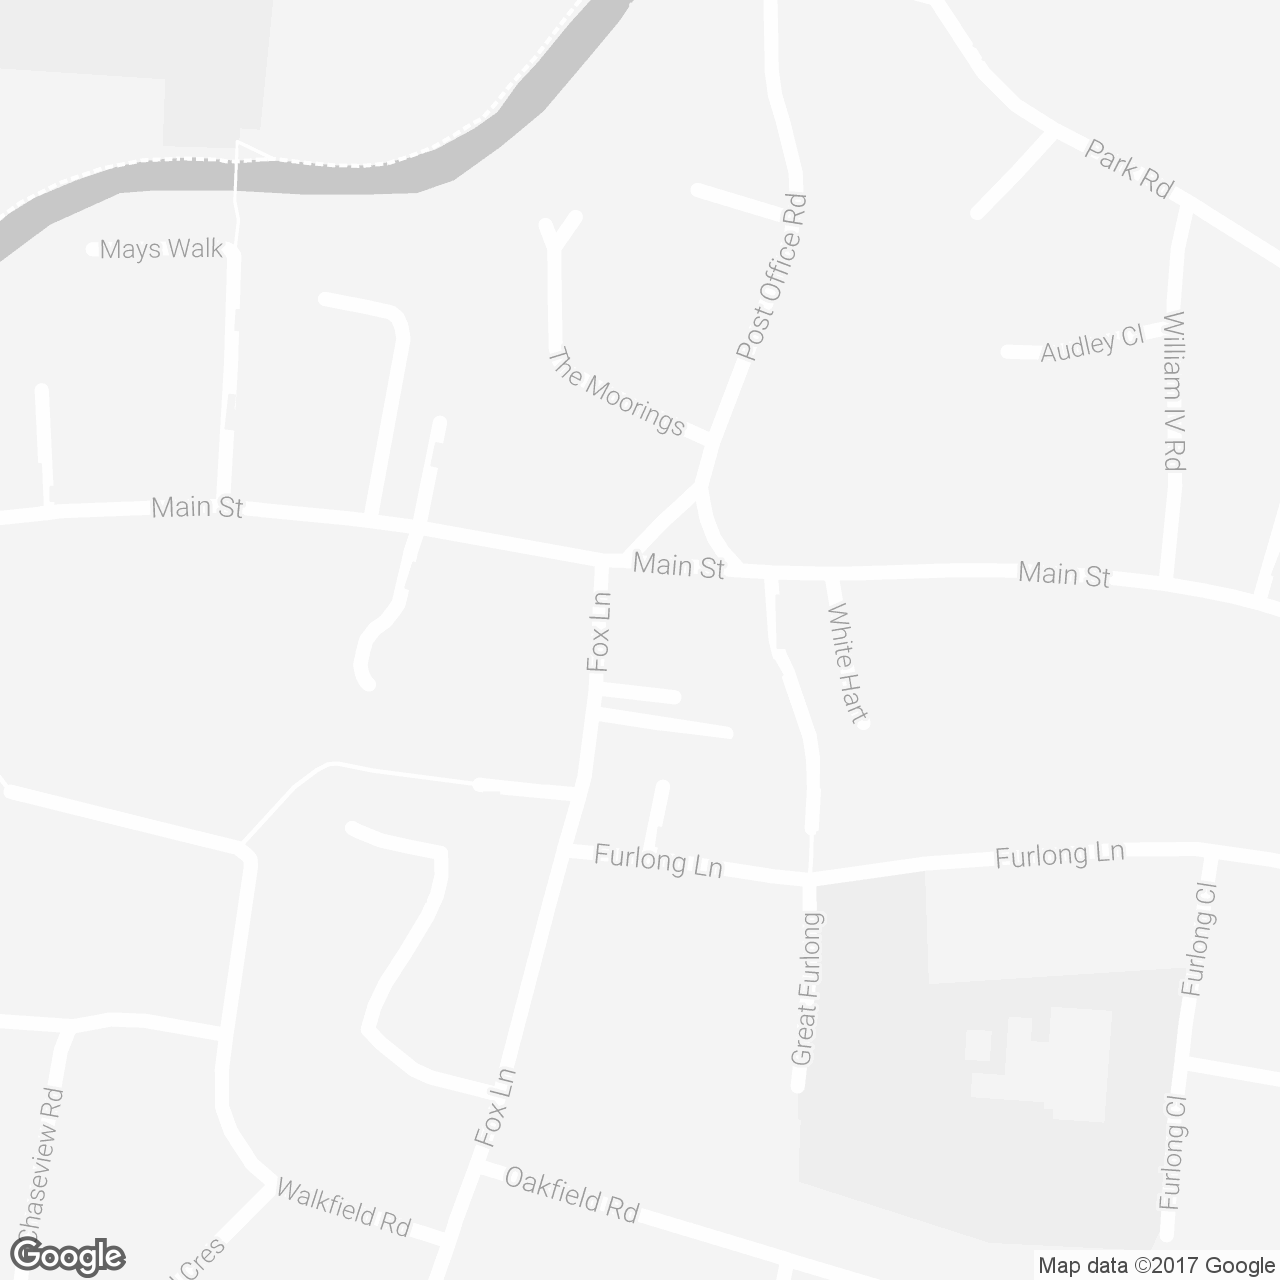 Park Rd
Post Office Rd
Mays Walk
Audley Cl
William IV Rd
The Moorings
Main St
Main St
Main St
Fox Ln
White Hart
Furlong Ln
Furlong Ln
Furlong Cl
Great Furlong
Fox Ln
Chaseview Rd
Furlong Cl
Walkfield Rd
Oakfield Rd
Cres
Google
Map data ©2017 Google